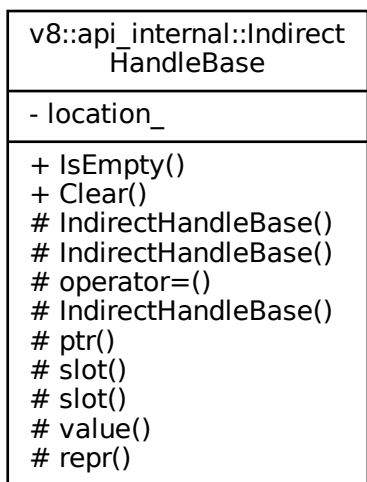 v8::api_internal::Indirect
HandleBase
- location_
+ IsEmpty()
+ Clear()
# IndirectHandleBase()
# IndirectHandleBase()
# operator=()
# IndirectHandleBase()
# ptr()
# slot()
# slot()
# value()
# repr()